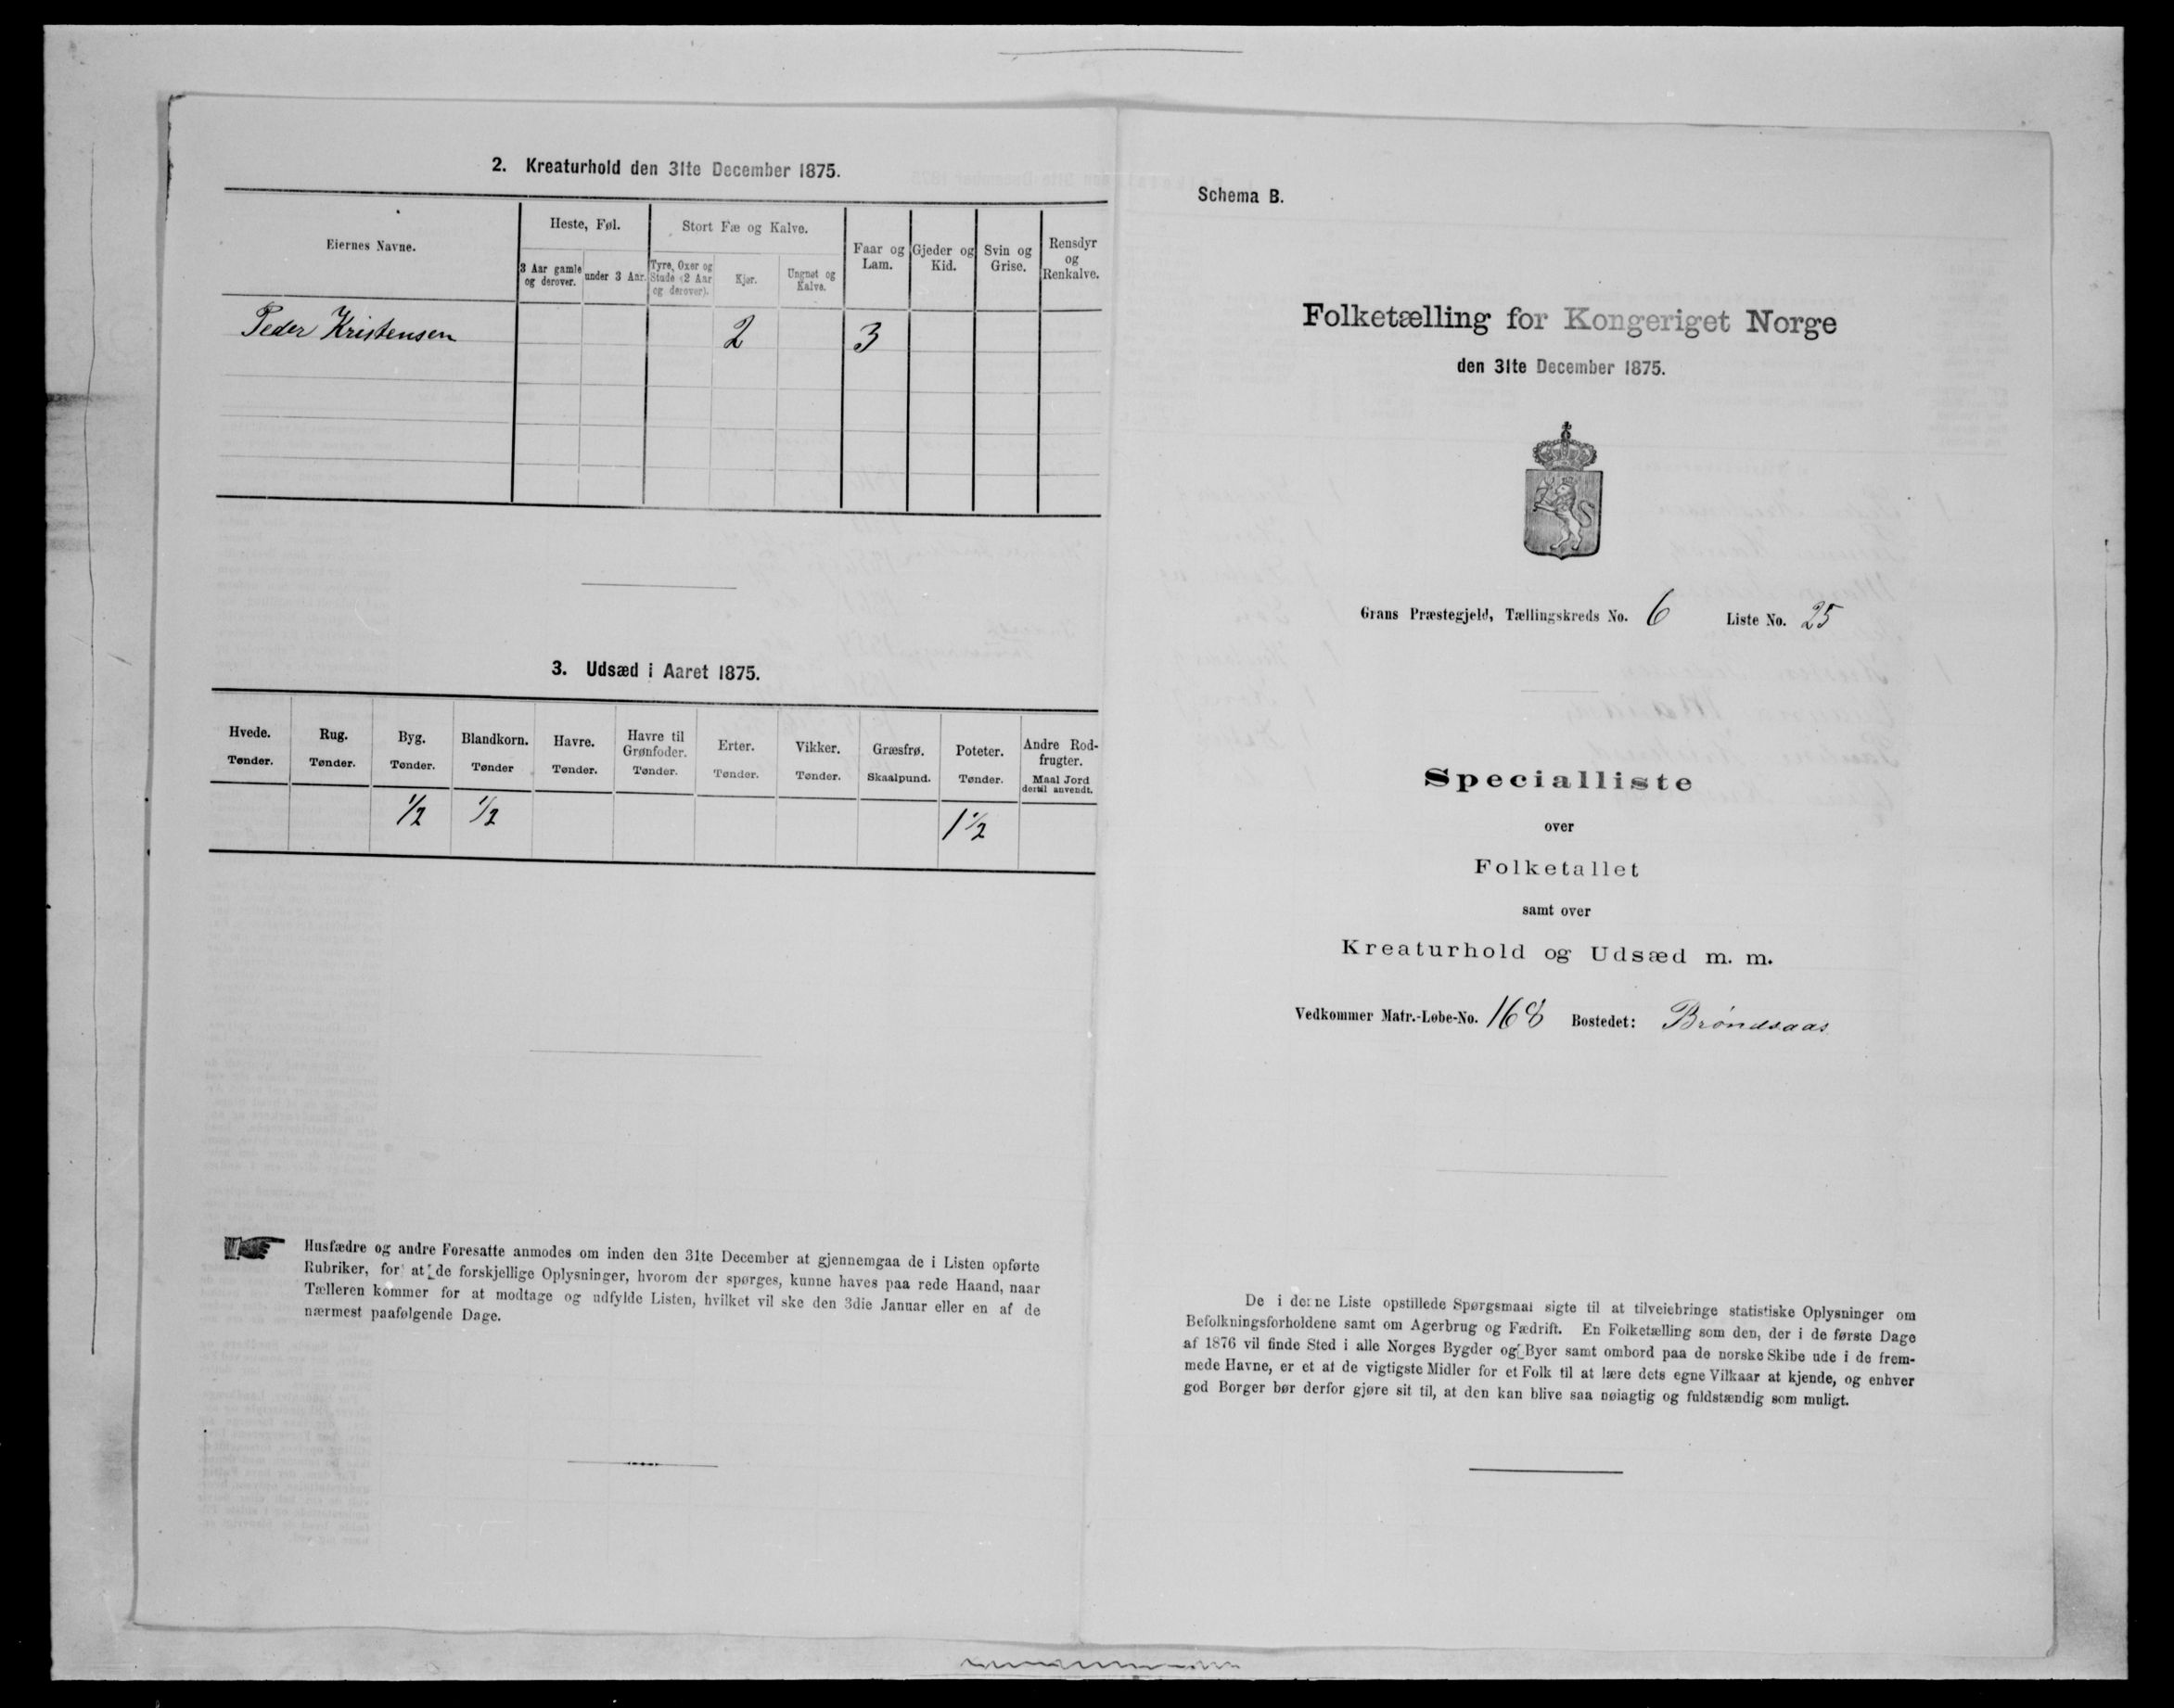 2. Kreaturhold den 31te December 1875.
Eiernes Navne.
Heste, Føl.
Stort Fæ og Kalve.
Faar og Lam.
Gjeder og Kid.
Svin og Grise.
Rensdyr og Renkalve.
3 Aar gamle og derover.
under 3 Aar.
Tyre, Oxer og Stude (2 Aar og derover).
Kjør.
Ungnøt og Kalve.
Peder Kristensen 2 3
3. Udsæd i Aaret 1875.
Hvede. Rug. Byg. Blandkorn. Havre. Havre til Grønfoder. Erter. Vikker. Græsfrø. Poteter. Andre Rodfrugter.
Tønder. Tønder. Tønder. Tønder Tønder. Tønder. Tønder. Tønder. Skaalpund. Tønder. Maal Jord dertil anvendt.
1/2 1/2 1 1/2
Husfædre og andre Foresatte anmodes om inden den 31te December at gjennemgaa de i Listen opførte
Rubriker, for at de forskjellige Oplysninger, hvorom der spørges, kunne haves paa rede Haand, naar
Tælleren kommer for at modtage og udfylde Listen, hvilket vil ske den 3die Januar eller en af de
nærmest paafølgende Dage.
Schema B.
Folketælling for Kongeriget Norge
den 31te December 1875.
Grans Præstegjeld, Tællingskreds No. 6 Liste No. 25
Specialliste
over
Folketallet
samt over
Kreaturhold og Udsæd m. m.
Vedkommer Matr.-Løbe-No. 168 Bostedet: Brøndsaas
De i denne Liste opstillede Spørgsmaal sigte til at tilveiebringe statistiske Oplysninger om
Befolkningsforholdene samt om Agerbrug og Fædrift. En Folketælling som den, der i de første Dage
af 1876 vil finde Sted i alle Norges Bygder og Byer samt ombord paa de norske Skibe ude i de frem-
mede Havne, er et af de vigtigste Midler for et Folk til at lære dets egne Vilkaar at kjende, og enhver
god Borger bør derfor gjøre sit til, at den kan blive saa nøiagtig og fuldstændig som muligt.